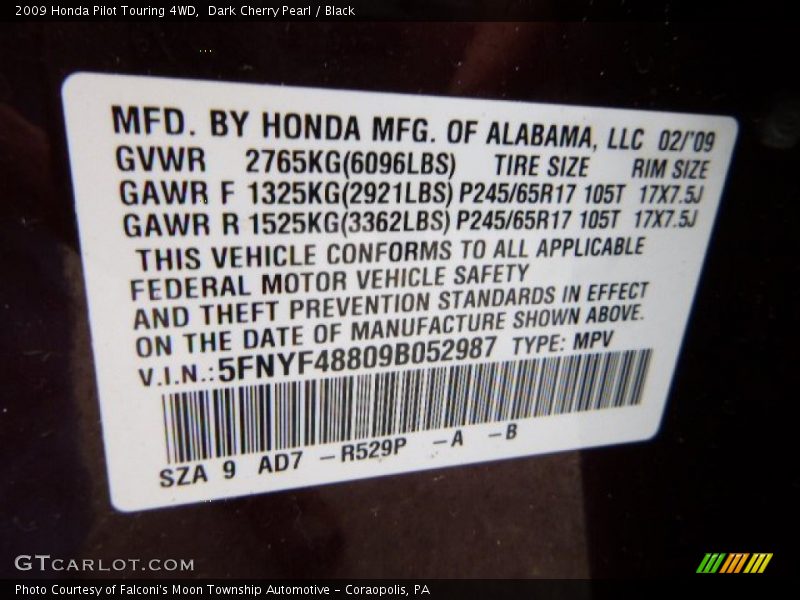 2009 Honda Pilot Touring 4WD,  Dark Cherry Pearl / Black
MFD. BY HONDA MFG. OF ALABAMA, LLC 02/'09
GVWR 2765KG(6096LBS) TIRE SIZE RIM SIZE
GAWR F 1325KG(2921LBS) P245/65R17 105T 17X7.5J
GAWR R 1525KG(3362LBS) P245/65R17 105T 17X7.5J
THIS VEHICLE CONFORMS TO ALL APPLICABLE
FEDERAL MOTOR VEHICLE SAFETY
AND THEFT PREVENTION STANDARDS IN EFFECT
ON THE DATE OF MANUFACTURE SHOWN ABOVE.
V.I.N.:5FNYF48809B052987 TYPE: MPV
SZA 9 AD7 -R529P -A -B
GTCARLOT.COM
Photo Courtesy of Falconi's Moon Township Automotive - Coraopolis, PA